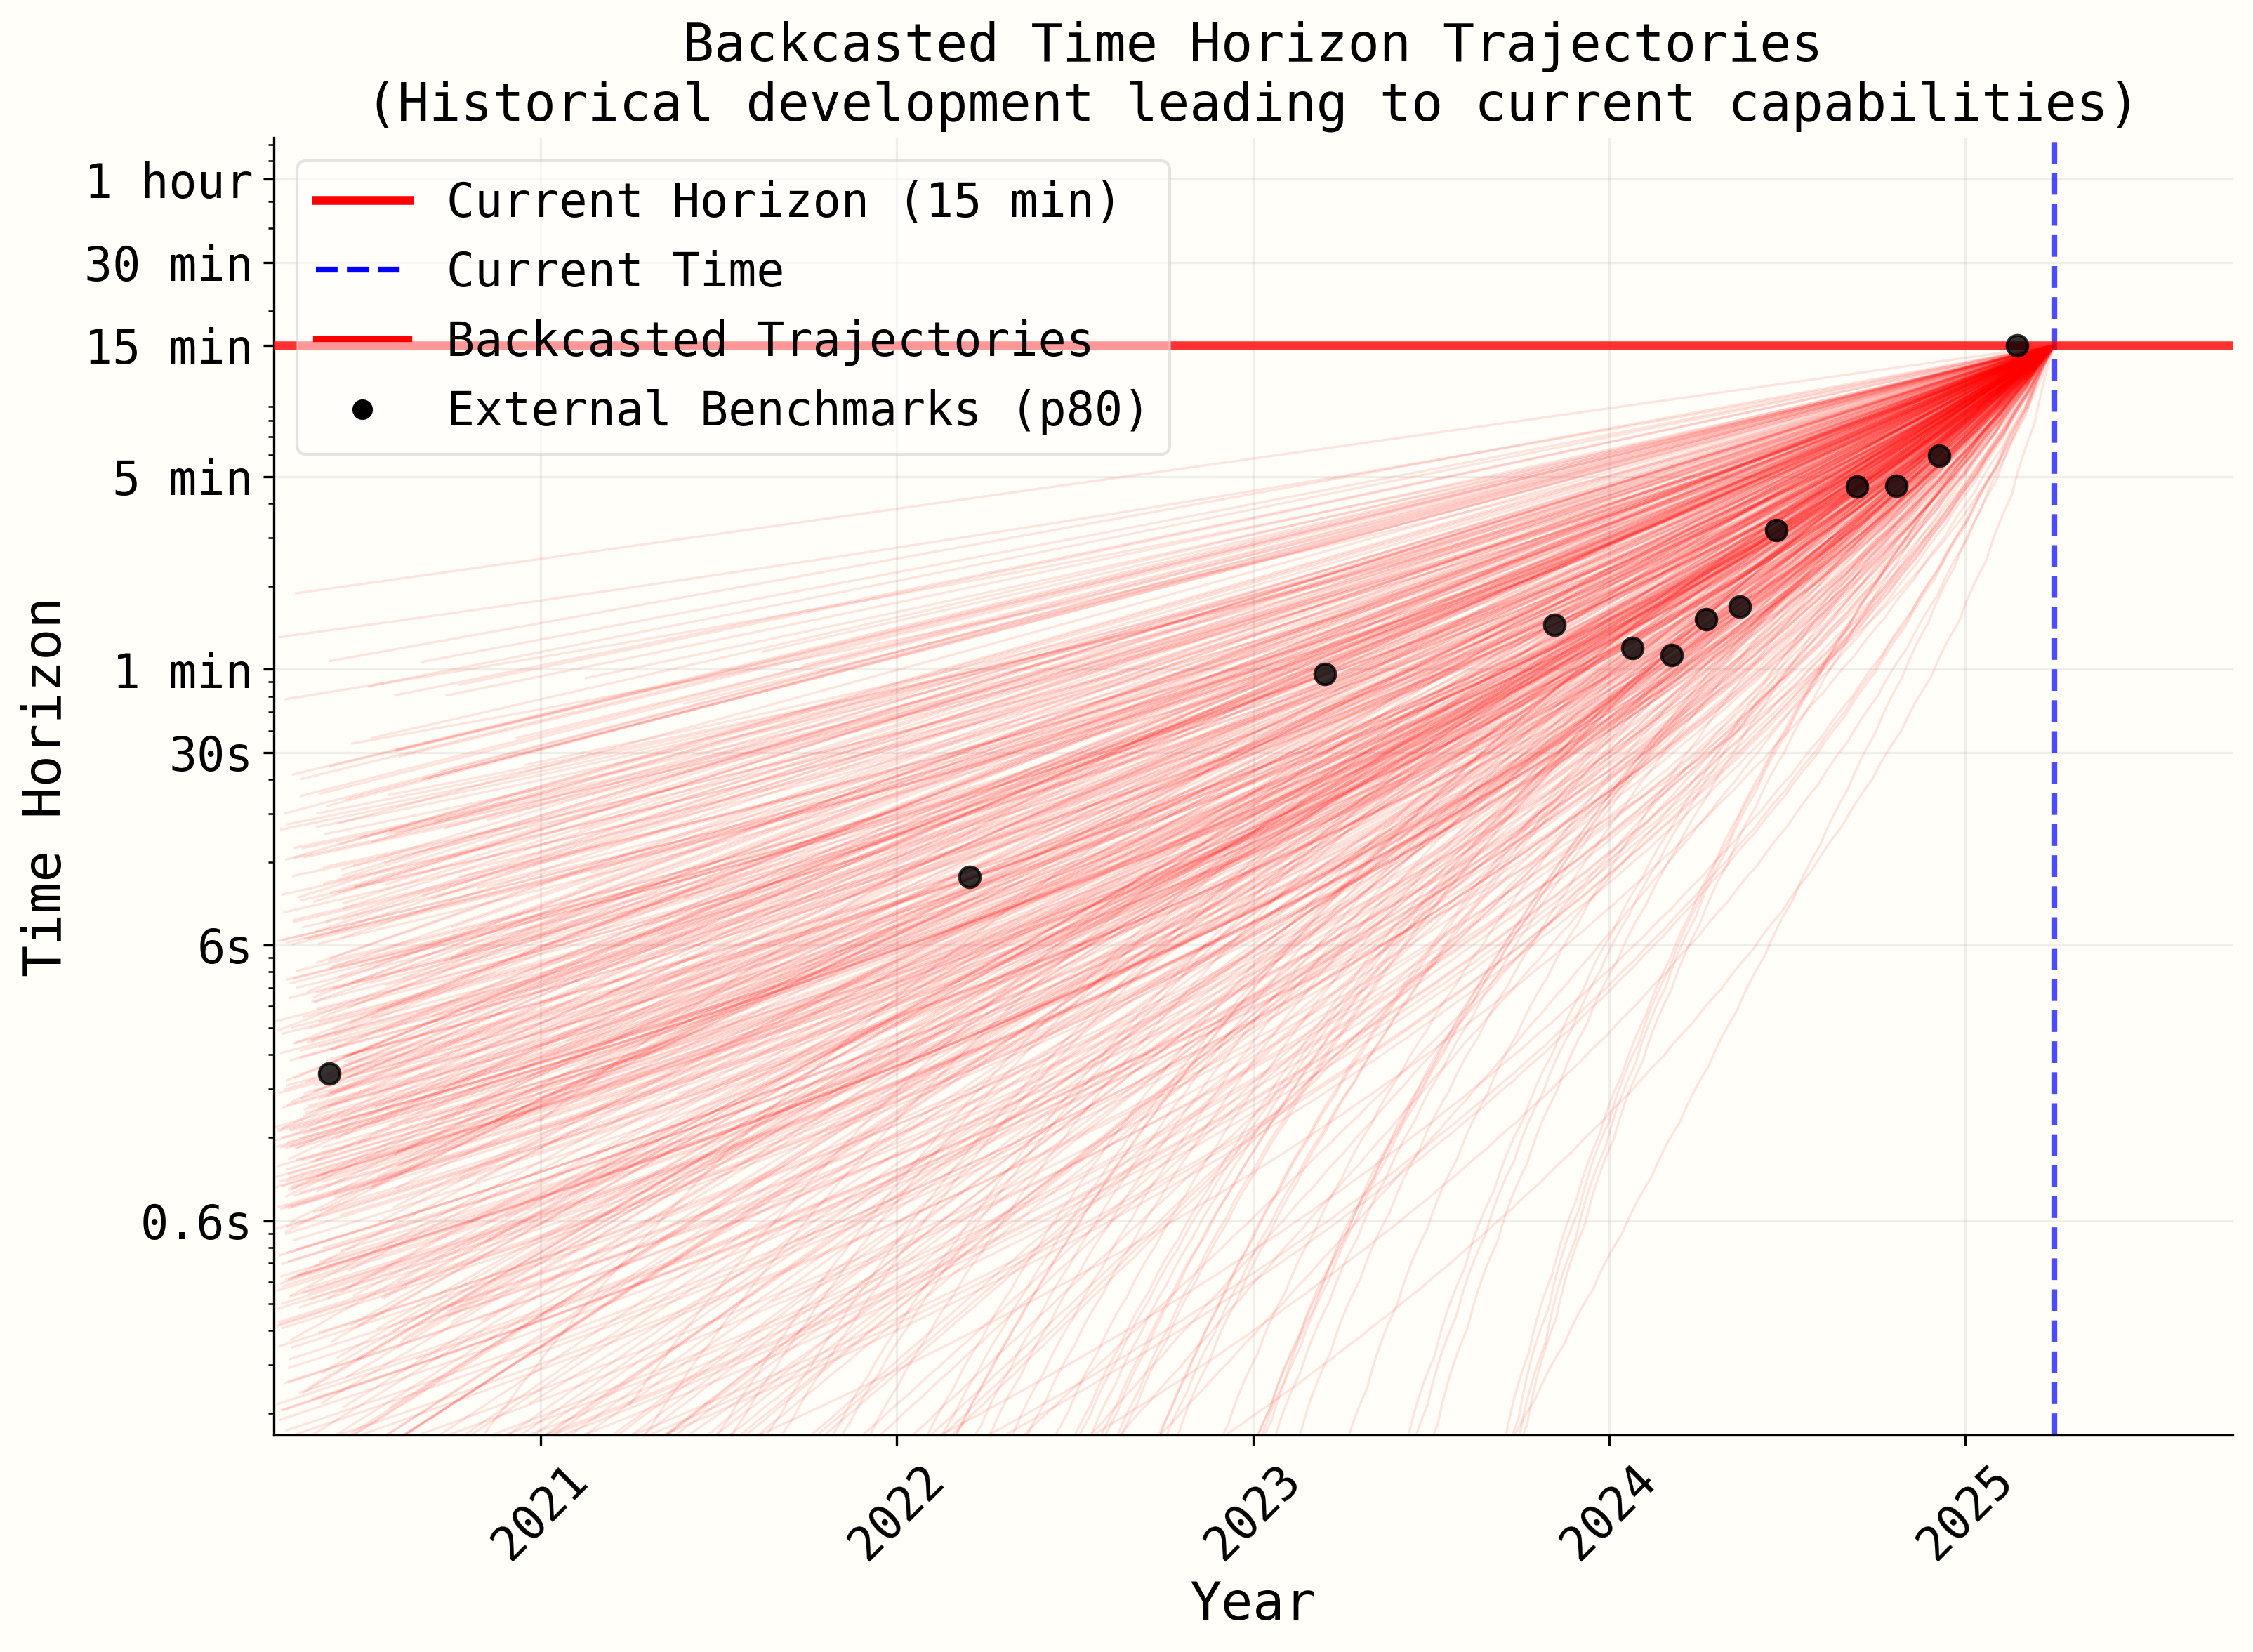 Backcasted Time Horizon Trajectories
(Historical development leading to current capabilities)
Current Horizon (15 min)
Current Time
Backcasted Trajectories
External Benchmarks (p80)
1 hour
30 min
15 min
5 min
1 min
30s
6s
0.6s
Time Horizon
2021
2022
2023
2024
2025
Year